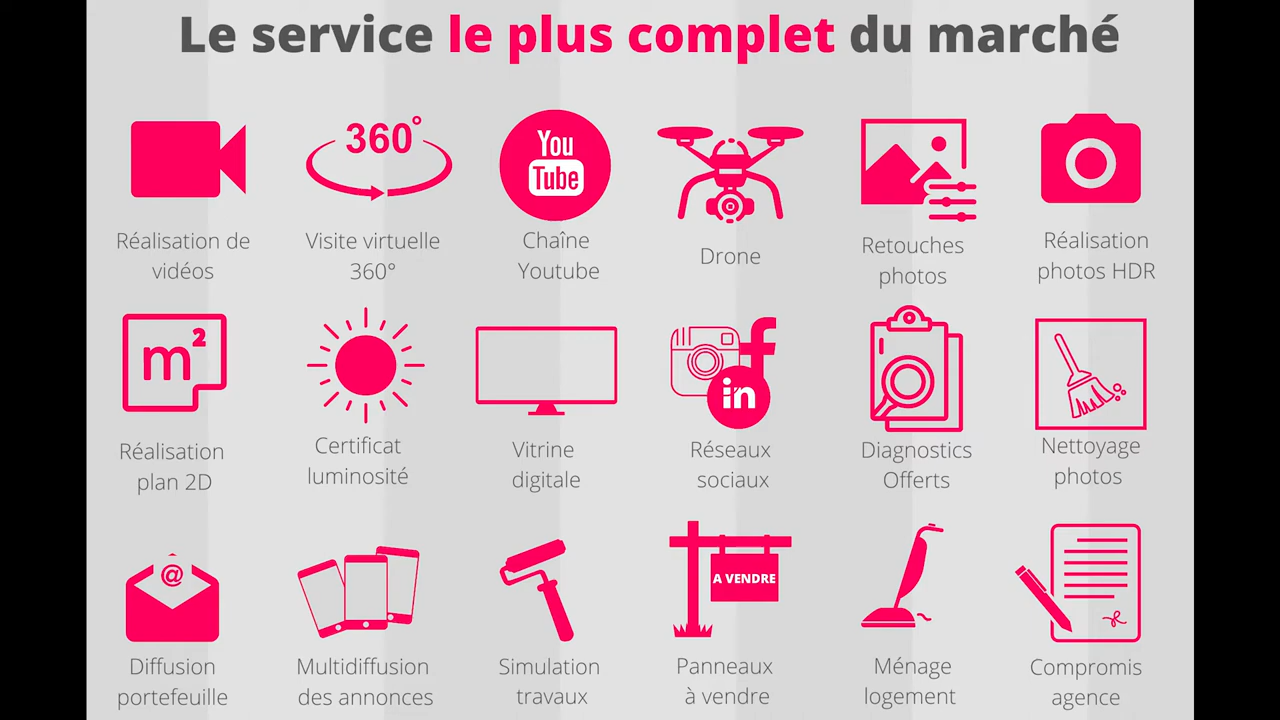 Le service le plus complet du marché
360°
You
Tube
Réalisation de
vidéos
Visite virtuelle
360°
Chaîne
Youtube
Drone
Retouches
photos
Réalisation
photos HDR
m²
f
in
Réalisation
plan 2D
Certificat
luminosité
Vitrine
digitale
Réseaux
sociaux
Diagnostics
Offerts
Nettoyage
photos
@
A VENDRE
Diffusion
portefeuille
Multidiffusion
des annonces
Simulation
travaux
Panneaux
à vendre
Ménage
logement
Compromis
agence